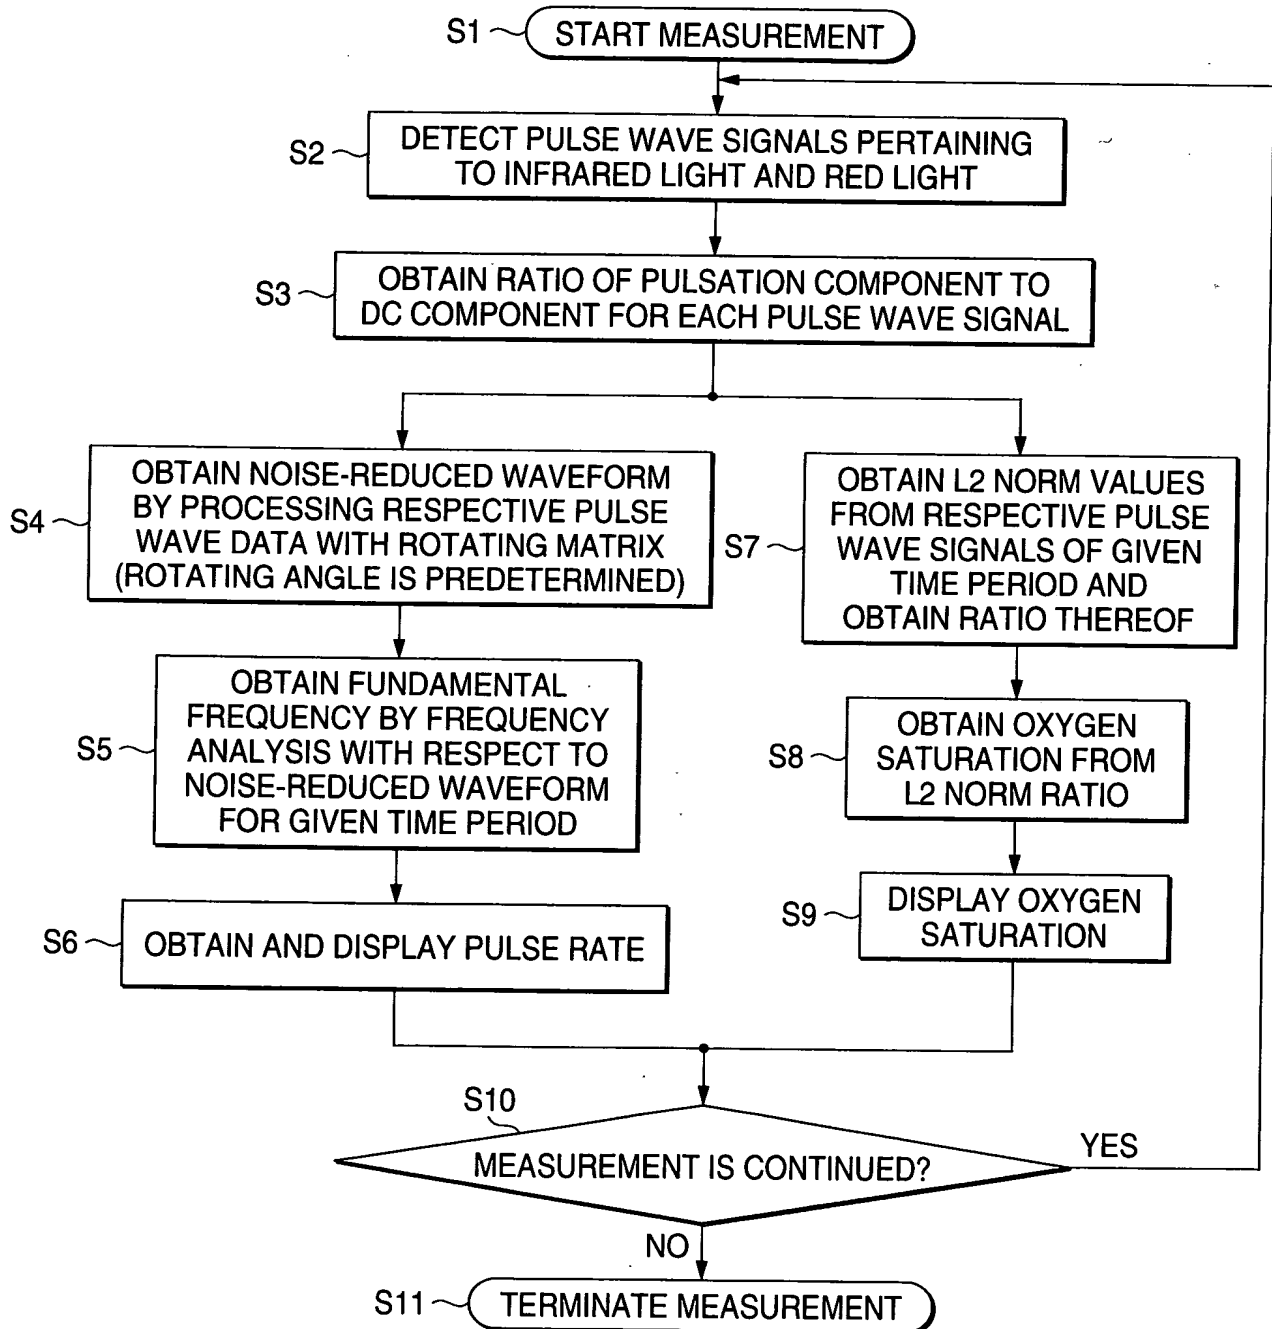 S1
START MEASUREMENT
S2
DETECT PULSE WAVE SIGNALS PERTAINING
TO INFRARED LIGHT AND RED LIGHT
S3
OBTAIN RATIO OF PULSATION COMPONENT TO
DC COMPONENT FOR EACH PULSE WAVE SIGNAL
S4
OBTAIN NOISE-REDUCED WAVEFORM
BY PROCESSING RESPECTIVE PULSE
WAVE DATA WITH ROTATING MATRIX
(ROTATING ANGLE IS PREDETERMINED)
S5
OBTAIN FUNDAMENTAL
FREQUENCY BY FREQUENCY
ANALYSIS WITH RESPECT TO
NOISE-REDUCED WAVEFORM
FOR GIVEN TIME PERIOD
S6
OBTAIN AND DISPLAY PULSE RATE
S7
OBTAIN L2 NORM VALUES
FROM RESPECTIVE PULSE
WAVE SIGNALS OF GIVEN
TIME PERIOD AND
OBTAIN RATIO THEREOF
S8
OBTAIN OXYGEN
SATURATION FROM
L2 NORM RATIO
S9
DISPLAY OXYGEN
SATURATION
S10
MEASUREMENT IS CONTINUED?
YES
NO
S11
TERMINATE MEASUREMENT